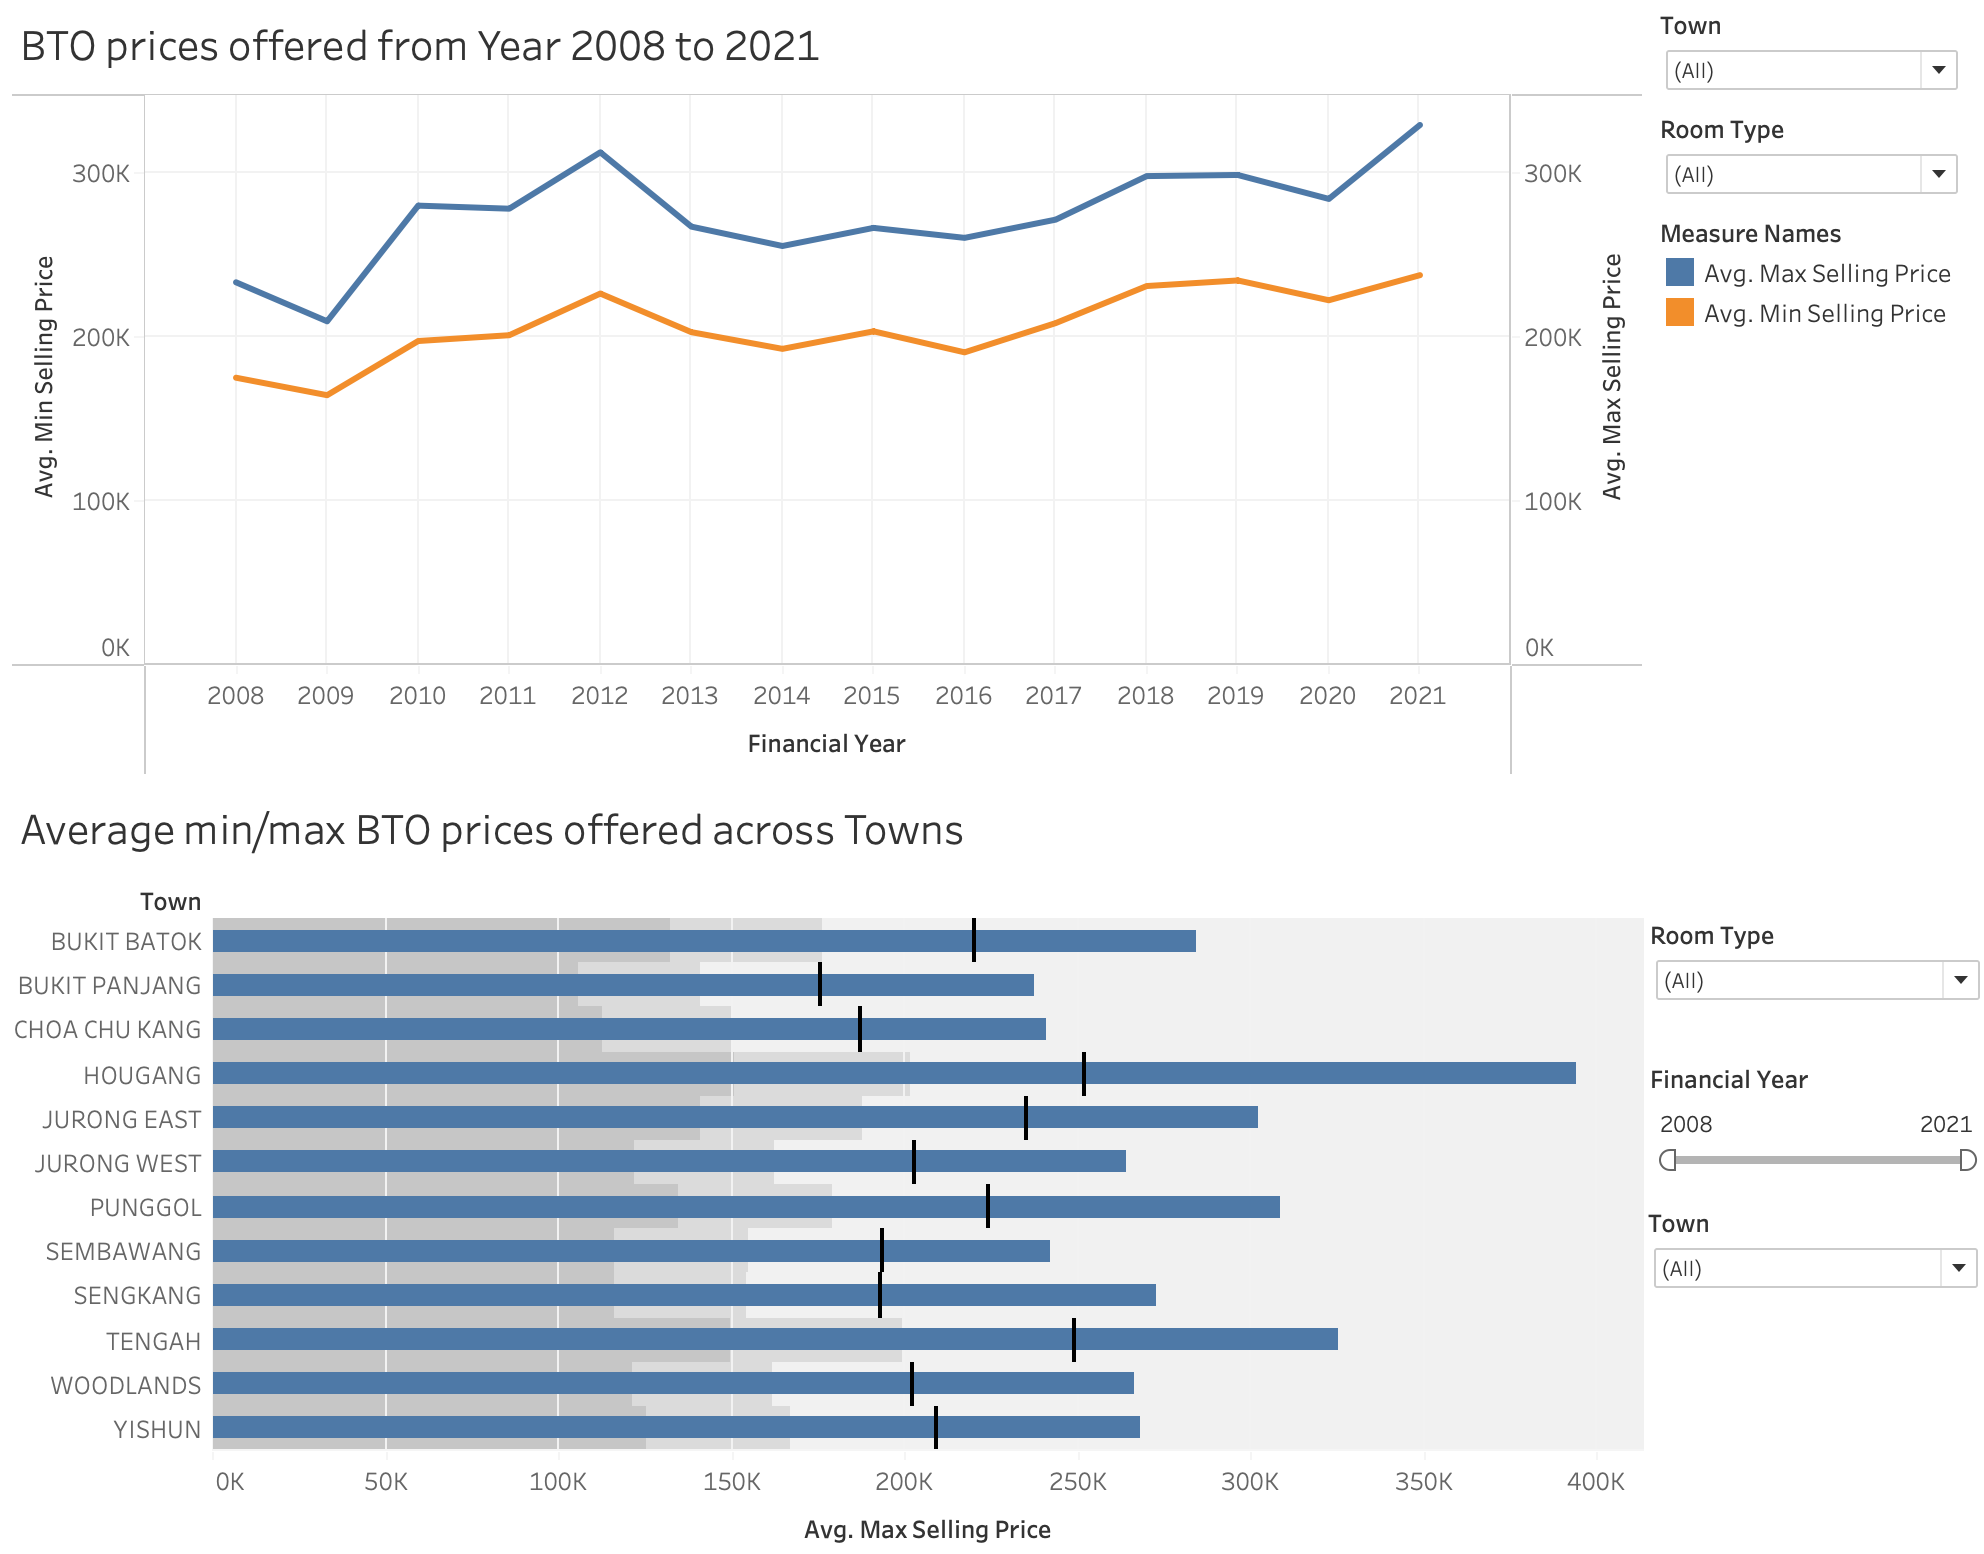 BTO prices offered from Year 2008 to 2021
Town
(All)
Room Type
(All)
Measure Names
Avg. Max Selling Price
Avg. Min Selling Price
Avg. Min Selling Price
300K
200K
100K
0K
300K
200K
100K
0K
Avg. Max Selling Price
2008 2009 2010 2011 2012 2013 2014 2015 2016 2017 2018 2019 2020 2021
Financial Year
Average min/max BTO prices offered across Towns
Town
BUKIT BATOK
BUKIT PANJANG
CHOA CHU KANG
HOUGANG
JURONG EAST
JURONG WEST
PUNGGOL
SEMBAWANG
SENGKANG
TENGAH
WOODLANDS
YISHUN
0K 50K 100K 150K 200K 250K 300K 350K 400K
Avg. Max Selling Price
Room Type
(All)
Financial Year
2008 2021
Town
(All)